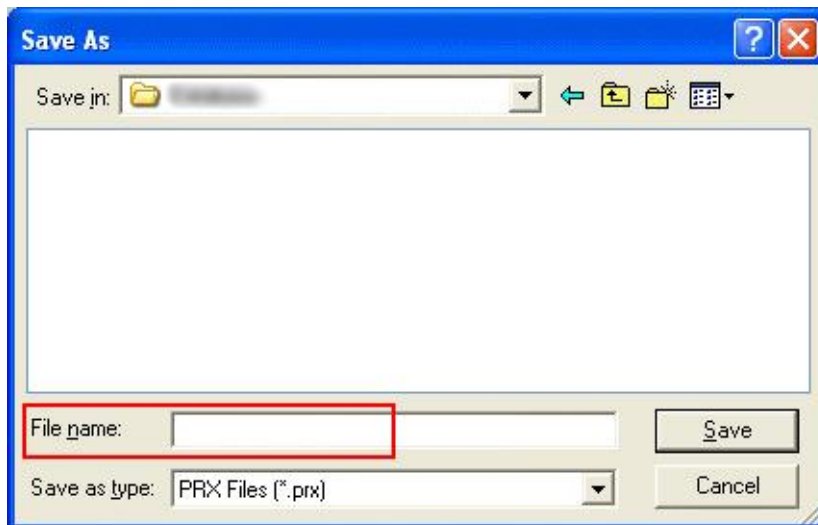 Save As
Save in:
File name:
Save
Save as type: PRX Files (*.prx)
Cancel